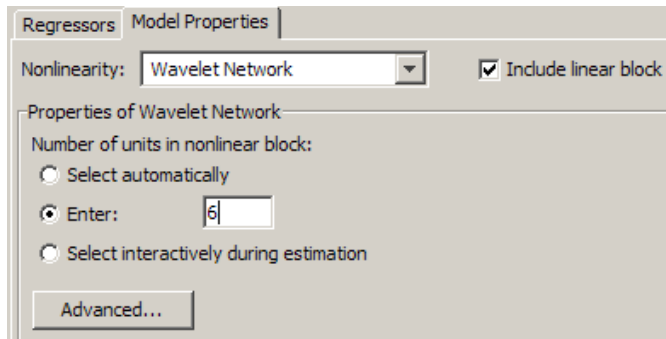 Regressors Model Properties
Nonlinearity: Wavelet Network Include linear block
Properties of Wavelet Network
Number of units in nonlinear block:
Select automatically
Enter: 6
Select interactively during estimation
Advanced...